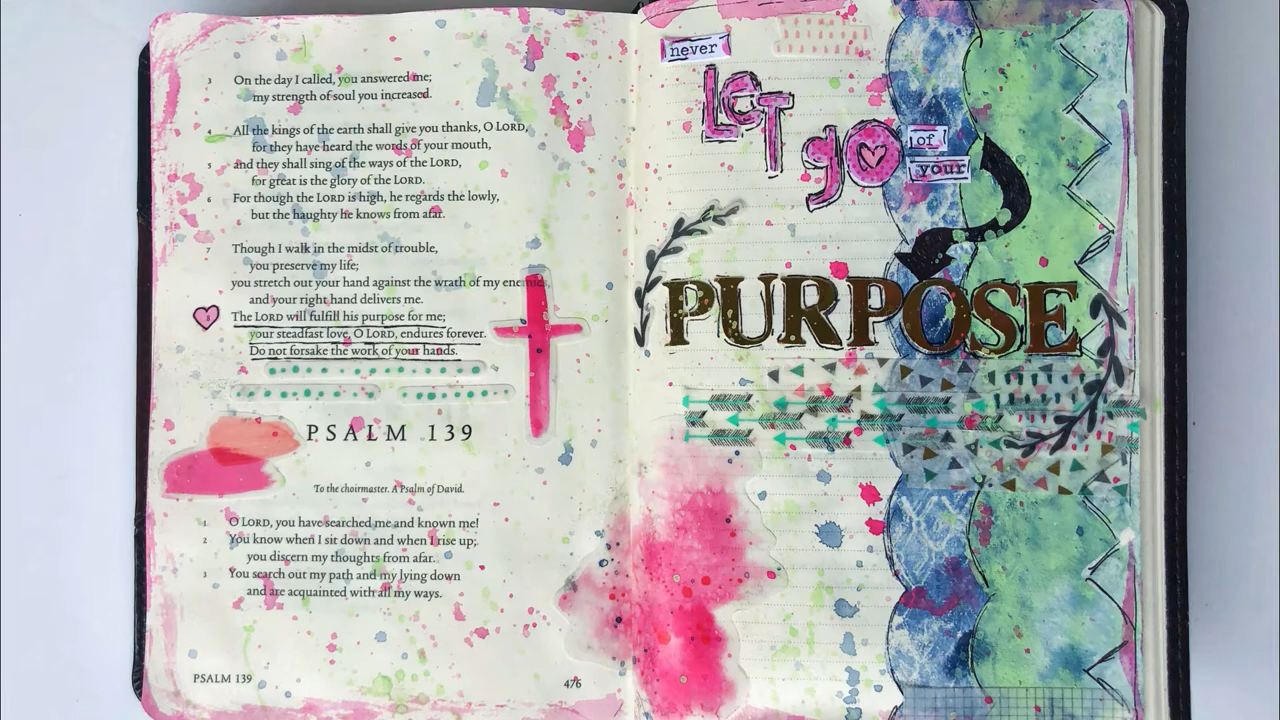 3 On the day I called, you answered me;
my strength of soul you increased.
4 All the kings of the earth shall give you thanks, O LORD,
for they have heard the words of your mouth,
5 and they shall sing of the ways of the LORD,
for great is the glory of the LORD.
6 For though the LORD is high, he regards the lowly,
but the haughty he knows from afar.
Though I walk in the midst of trouble,
you preserve my life;
you stretch out your hand against the wrath of my enemies,
and your right hand delivers me.
8 The LORD will fulfill his purpose for me;
your steadfast love, O LORD, endures forever.
Do not forsake the work of your hands.
PSALM 139
To the choirmaster. A Psalm of David.
1 O LORD, you have searched me and known me!
2 You know when I sit down and when I rise up;
you discern my thoughts from afar.
3 You search out my path and my lying down
and are acquainted with all my ways.
PSALM 139
476
never
LeT
go
of
your
PURPOSE